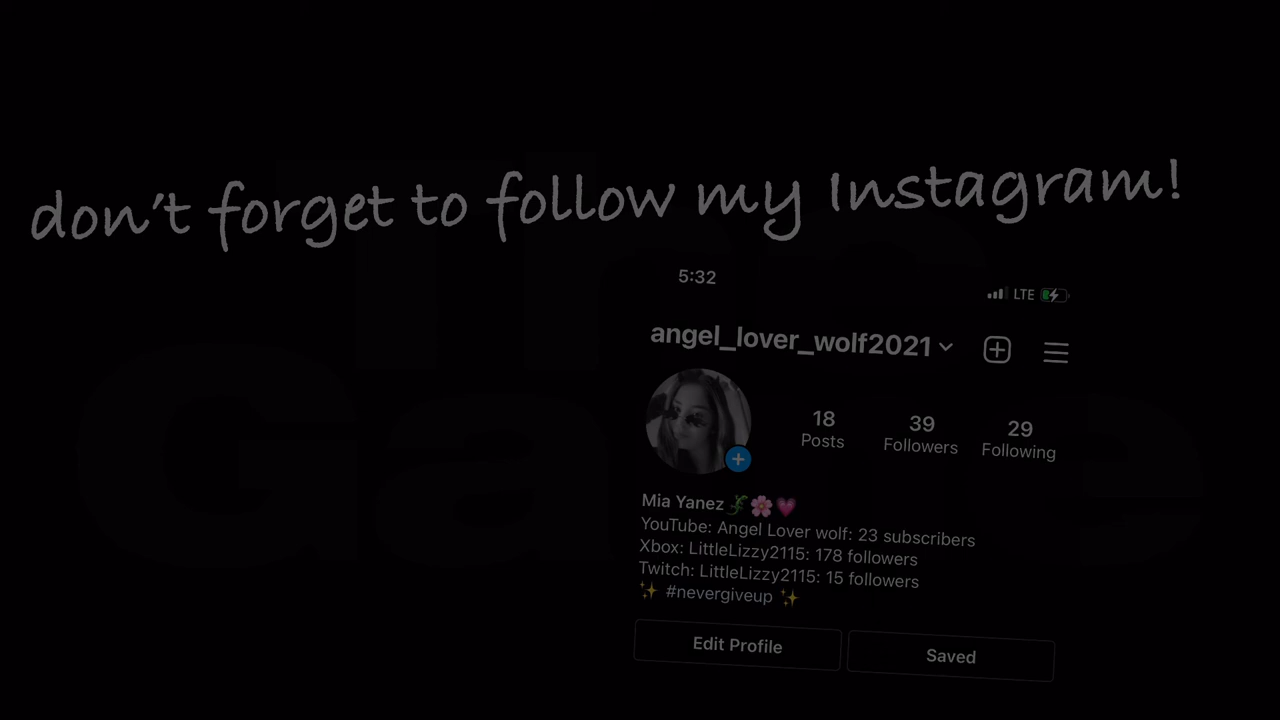 don't forget to follow my Instagram!
5:32
LTE
angel_lover_wolf2021
18 39 29
Posts Followers Following
Mia Yanez🦎🌸💗
YouTube: Angel Lover wolf: 23 subscribers
Xbox: LittleLizzy2115: 178 followers
Twitch: LittleLizzy2115: 15 followers
✨ #nevergiveup ✨
Edit Profile Saved